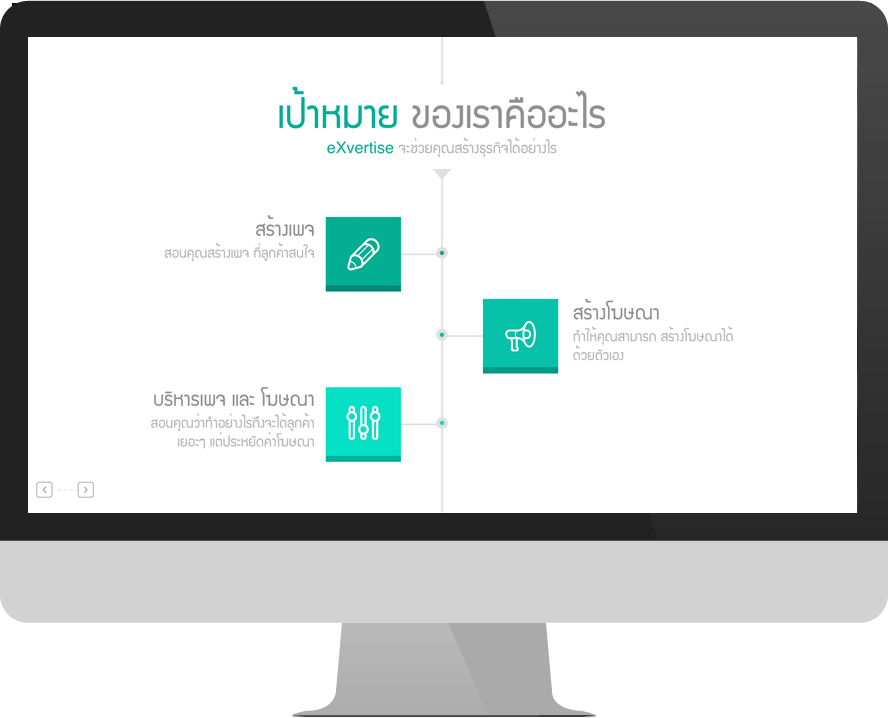 เป้าหมาย ของเราคืออะไร
eXvertise จะช่วยคุณสร้างธุรกิจได้อย่างไร
สร้างเพจ
สอนคุณสร้างเพจ ที่ลูกค้าสนใจ
สร้างโฆษณา
ทำให้คุณสามารถ สร้างโฆษณาได้
ด้วยตัวเอง
บริหารเพจ และ โฆษณา
สอนคุณว่าทำอย่างไรถึงจะได้ลูกค้า
เยอะๆ แต่ประหยัดค่าโฆษณา